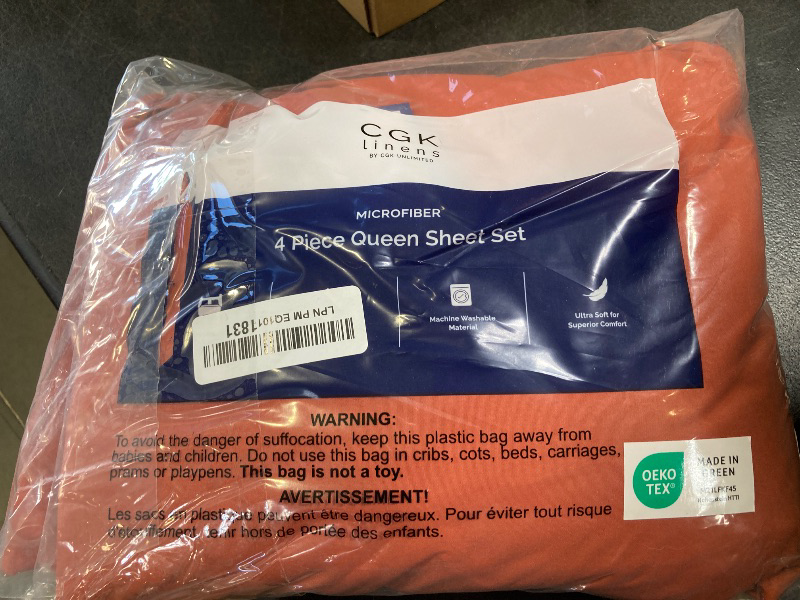 CGK
linens
BY CGK UNLIMITED
MICROFIBER
4 Piece Queen Sheet Set
Machine Washable
Material
Ultra Soft for
Superior Comfort
LPN PM EQ1011831
WARNING:
To avoid the danger of suffocation, keep this plastic bag away from
babies and children. Do not use this bag in cribs, cots, beds, carriages,
prams or playpens. This bag is not a toy.
AVERTISSEMENT!
Les sacs en plastique peuvent être dangereux. Pour éviter tout risque
d'étouffement, tenir hors de portée des enfants.
OEKO
TEX®
MADE IN
GREEN